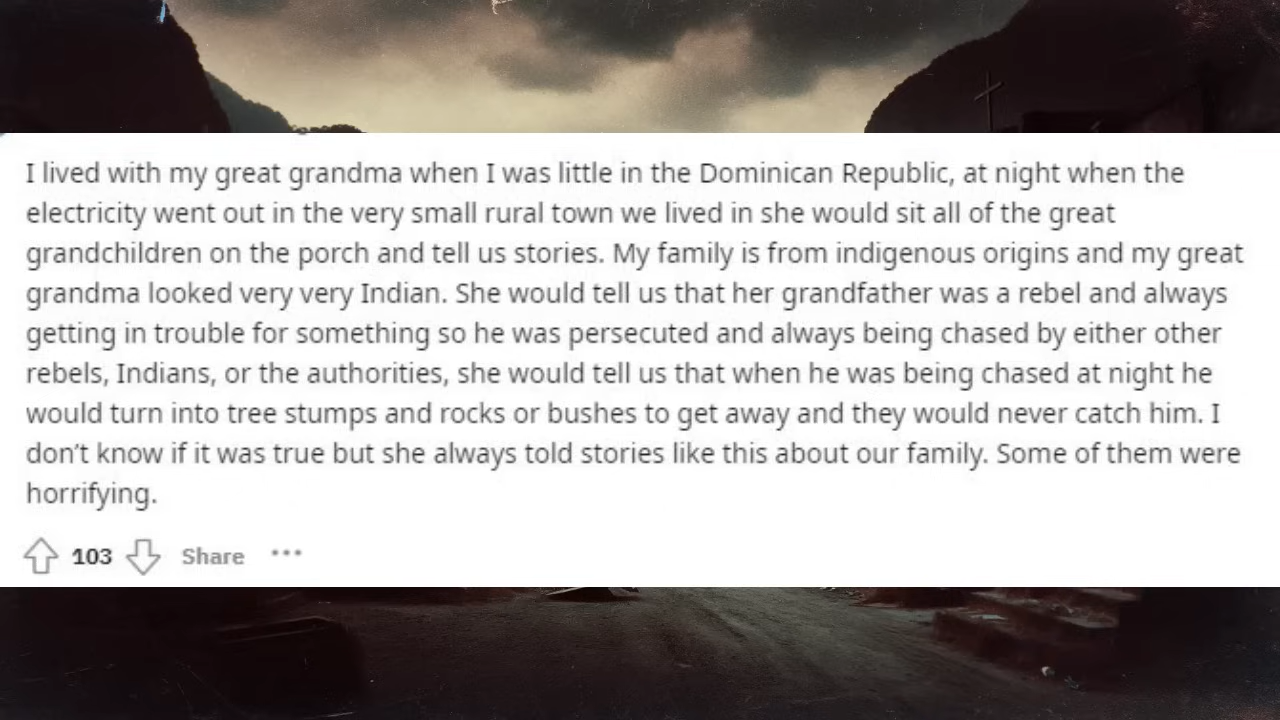 I lived with my great grandma when I was little in the Dominican Republic, at night when the
electricity went out in the very small rural town we lived in she would sit all of the great
grandchildren on the porch and tell us stories. My family is from indigenous origins and my great
grandma looked very very Indian. She would tell us that her grandfather was a rebel and always
getting in trouble for something so he was persecuted and always being chased by either other
rebels, Indians, or the authorities, she would tell us that when he was being chased at night he
would turn into tree stumps and rocks or bushes to get away and they would never catch him. I
don’t know if it was true but she always told stories like this about our family. Some of them were
horrifying.
103 Share •••